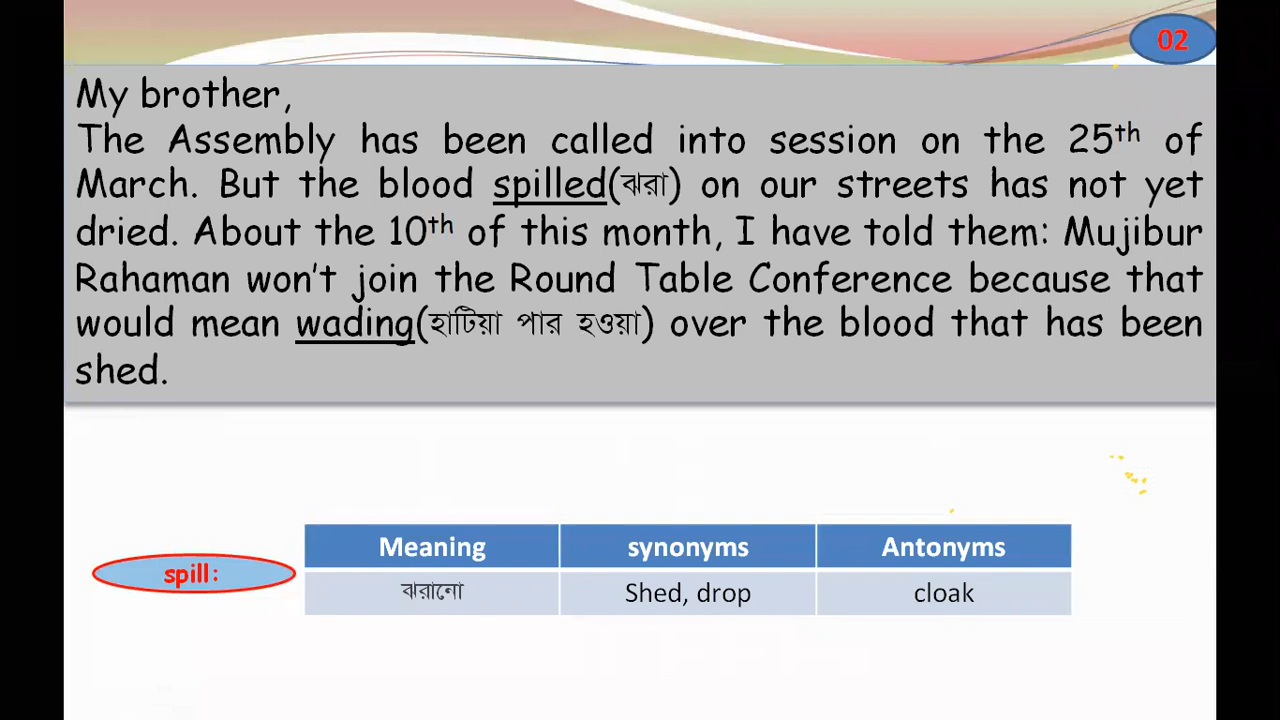 02
My brother,
The Assembly has been called into session on the 25th of
March. But the blood spilled(ঝরা) on our streets has not yet
dried. About the 10th of this month, I have told them: Mujibur
Rahaman won't join the Round Table Conference because that
would mean wading(হাটিয়া পার হওয়া) over the blood that has been
shed.
Meaning synonyms Antonyms
spill:
ঝরানো Shed, drop cloak